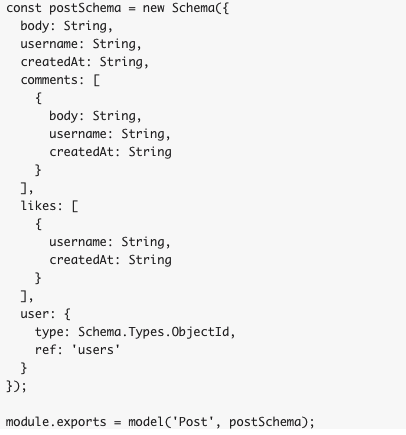 const postSchema = new Schema({
  body: String,
  username: String,
  createdAt: String,
  comments: [
    {
      body: String,
      username: String,
      createdAt: String
    }
  ],
  likes: [
    {
      username: String,
      createdAt: String
    }
  ],
  user: {
    type: Schema.Types.ObjectId,
    ref: 'users'
  }
});

module.exports = model('Post', postSchema);